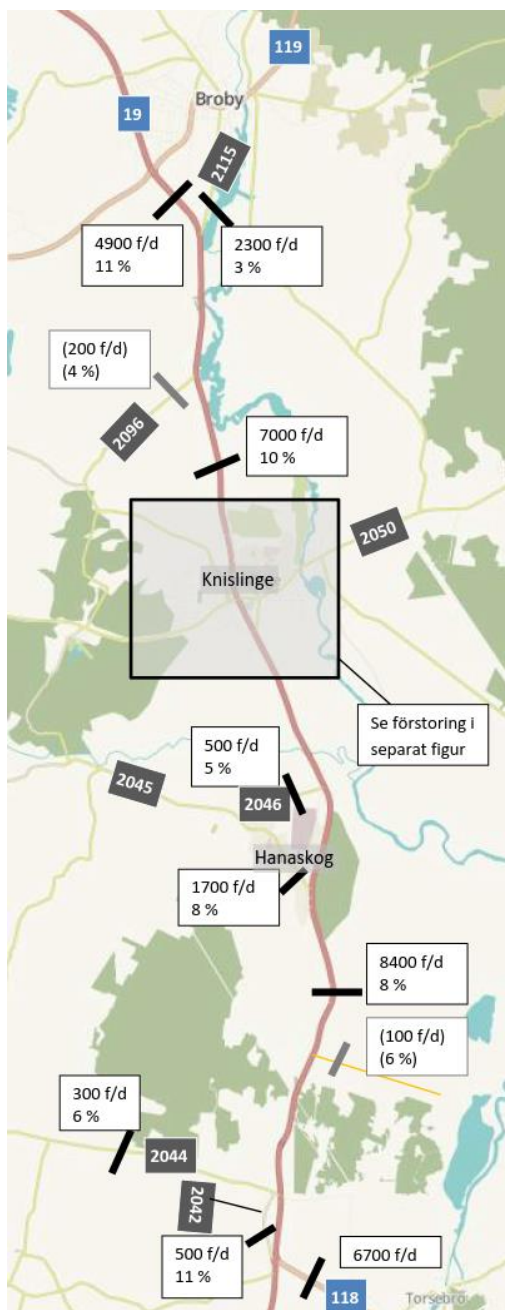 119
Broby
19
2115
4900 f/d
11 %
2300 f/d
3 %
(200 f/d)
(4 %)
2096
7000 f/d
10 %
2050
Knislinge
Se förstoring i
separat figur
500 f/d
5 %
2045
2046
Hanaskog
1700 f/d
8 %
8400 f/d
8 %
(100 f/d)
(6 %)
300 f/d
6 %
2044
2042
500 f/d
11 %
6700 f/d
118
Torsebro